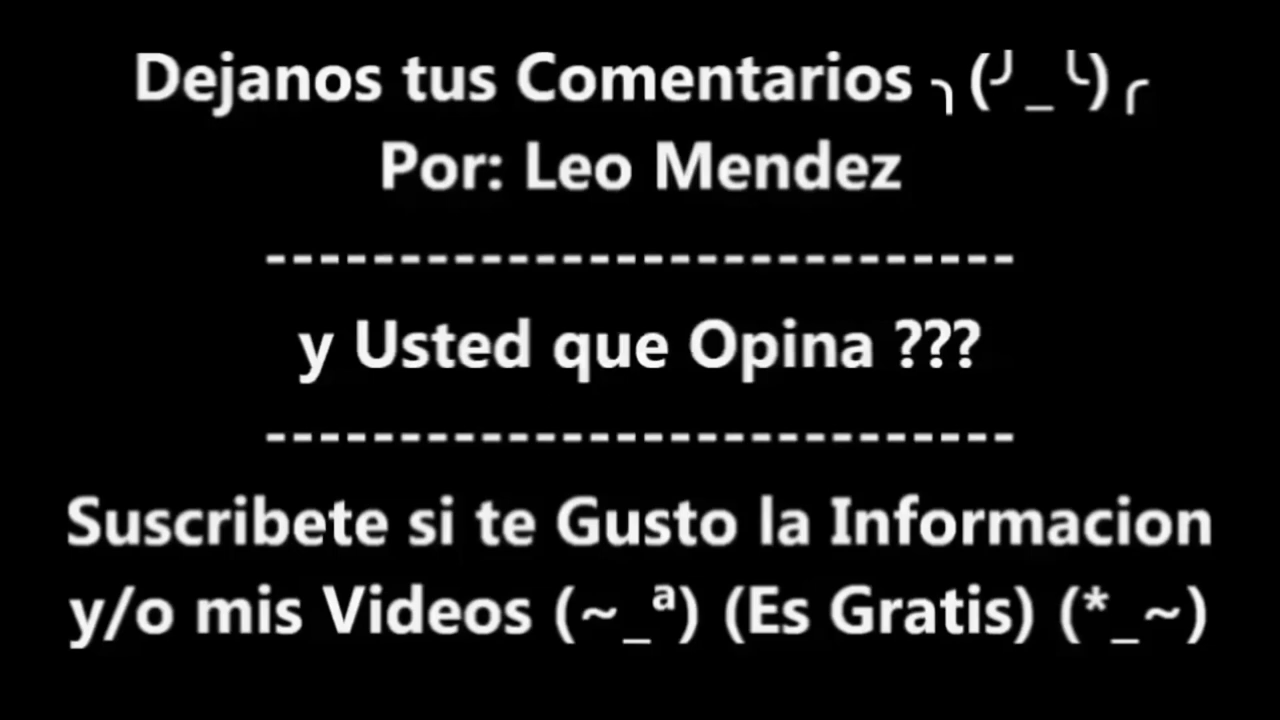 Dejanos tus Comentarios ╮(╯_╰)╭
Por: Leo Mendez
----------------------------
y Usted que Opina ???
----------------------------
Suscribete si te Gusto la Informacion
y/o mis Videos (~_ª) (Es Gratis) (*_~)